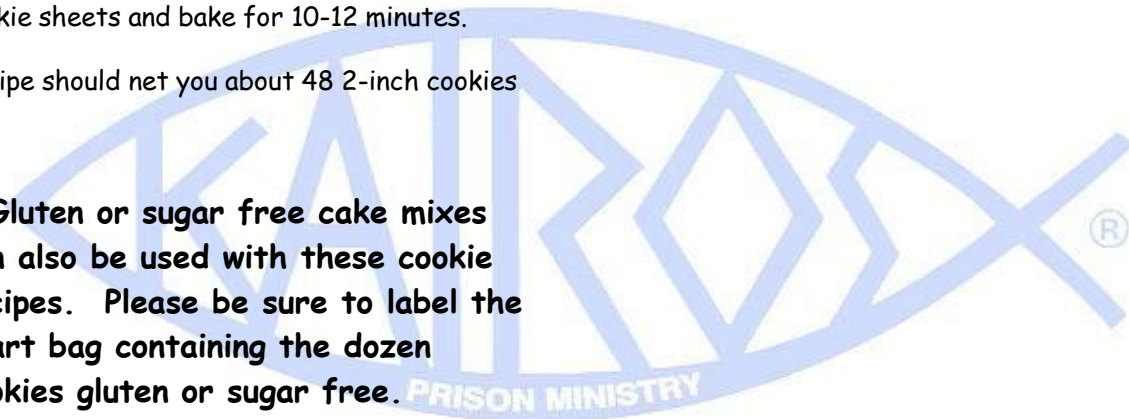 kie sheets and bake for 10-12 minutes.
ipe should net you about 48 2-inch cookies
Gluten or sugar free cake mixes
also be used with these cookie
cipes. Please be sure to label the
art bag containing the dozen
okies gluten or sugar free.
KAIROS
®
PRISON MINISTRY